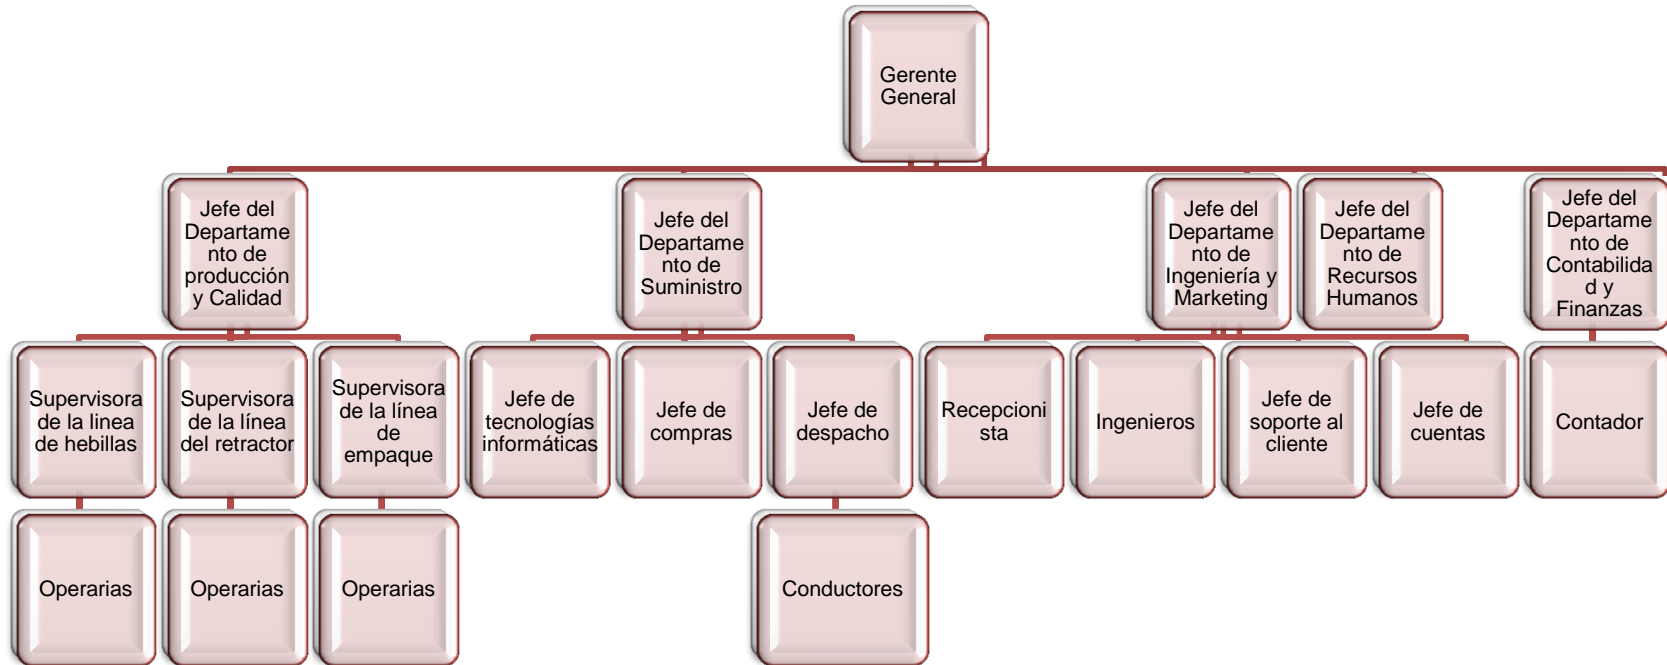 Gerente
General
Jefe del
Departame
nto de
producción
y Calidad
Jefe del
Departame
nto de
Suministro
Jefe del
Departame
nto de
Ingeniería y
Marketing
Jefe del
Departame
nto de
Recursos
Humanos
Jefe del
Departame
nto de
Contabilida
d y
Finanzas
Supervisora
de la linea
de hebillas
Supervisora
de la línea
del retractor
Supervisora
de la línea
de
empaque
Jefe de
tecnologías
informáticas
Jefe de
compras
Jefe de
despacho
Recepcioni
sta
Ingenieros
Jefe de
soporte al
cliente
Jefe de
cuentas
Contador
Operarias
Operarias
Operarias
Conductores